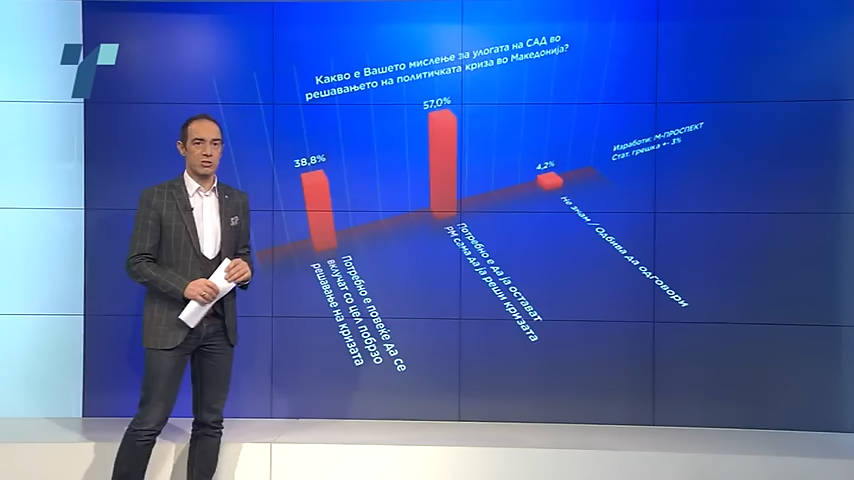 Какво е Вашето мислење за улогата на САД во
решавањето на политичката криза во Македонија?
38,8%
57,0%
4,2%
Изработи: М-ПРОСПЕКТ
Стат. грешка +- 3%
Потребно е повеќе да се
вклучат со цел побрзо
решавање на кризата
Потребно е да ја остават
РМ сама да ја реши кризата
Не знам / Одбива да одговори